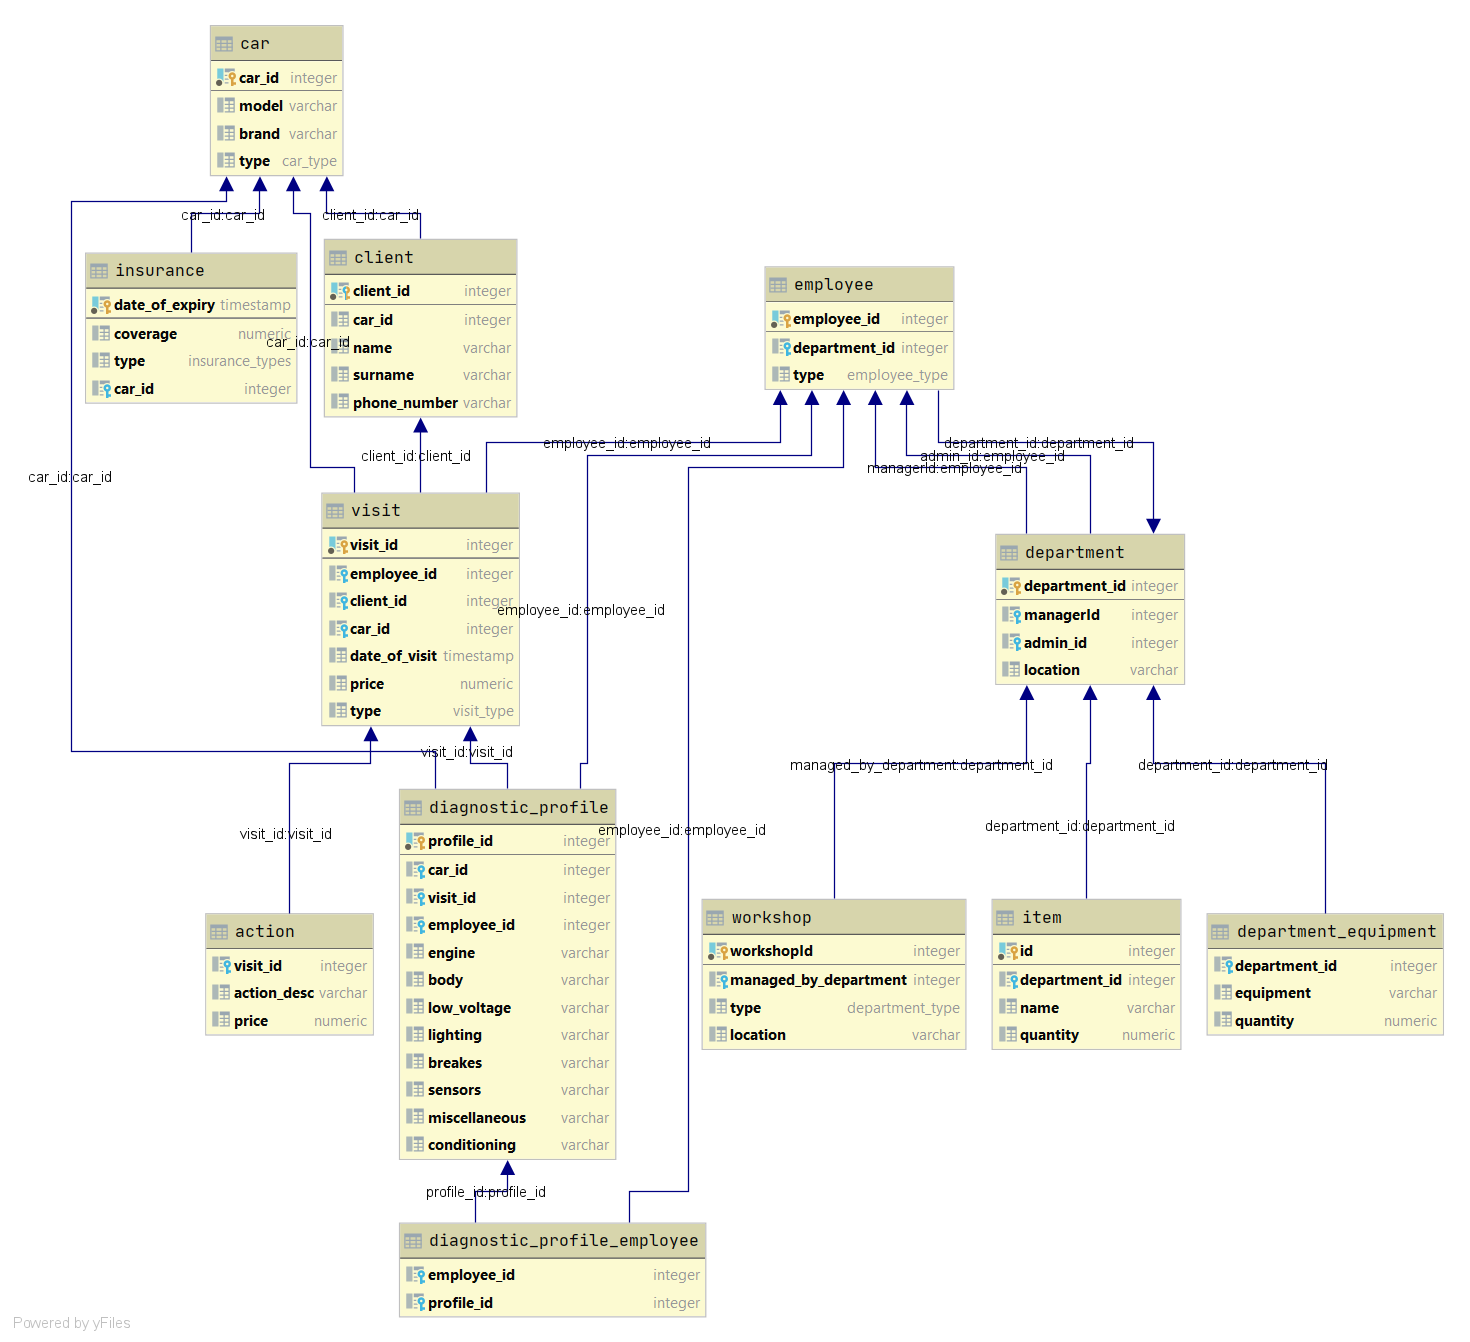 car
car_id integer
model varchar
brand varchar
type car_type
car_id:car_id
client_id:car_id
insurance
date_of_expiry timestamp
coverage numeric
type insurance_types
car_id integer
client
client_id integer
car_id integer
name varchar
surname varchar
phone_number varchar
car_id:car_id
employee
employee_id integer
department_id integer
type employee_type
car_id:car_id
client_id:client_id
employee_id:employee_id
department_id:department_id
admin_id:employee_id
managerId:employee_id
visit
visit_id integer
employee_id integer
client_id integer
car_id integer
date_of_visit timestamp
price numeric
type visit_type
employee_id:employee_id
department
department_id integer
managerId integer
admin_id integer
location varchar
visit_id:visit_id
managed_by_department:department_id
department_id:department_id
visit_id:visit_id
employee_id:employee_id
department_id:department_id
diagnostic_profile
profile_id integer
car_id integer
visit_id integer
employee_id integer
engine varchar
body varchar
low_voltage varchar
lighting varchar
breakes varchar
sensors varchar
miscellaneous varchar
conditioning varchar
action
visit_id integer
action_desc varchar
price numeric
workshop
workshopId integer
managed_by_department integer
type department_type
location varchar
item
id integer
department_id integer
name varchar
quantity numeric
department_equipment
department_id integer
equipment varchar
quantity numeric
profile_id:profile_id
diagnostic_profile_employee
employee_id integer
profile_id integer
Powered by yFiles